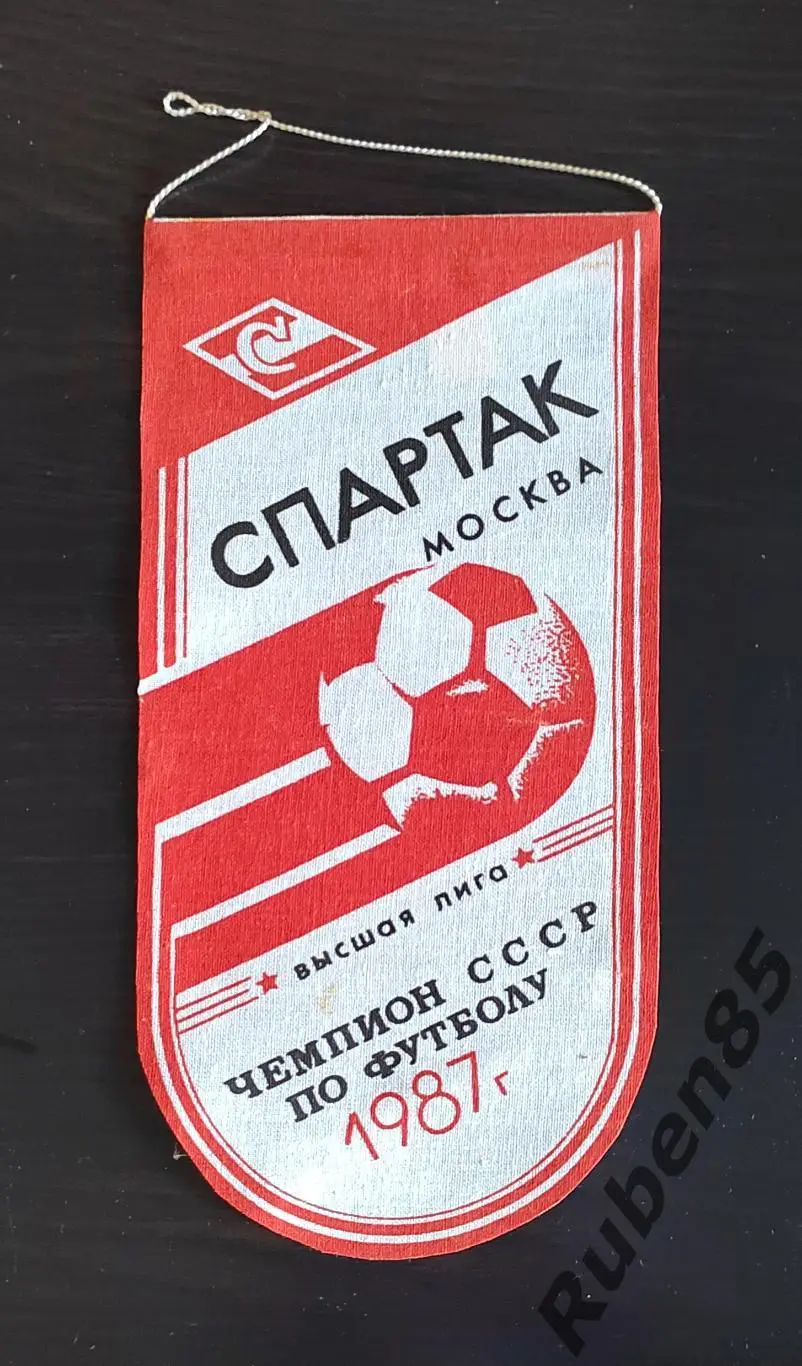 С
СПАРТАК
МОСКВА
высшая лига
ЧЕМПИОН СССР
ПО ФУТБОЛУ
1987г
Ruben85